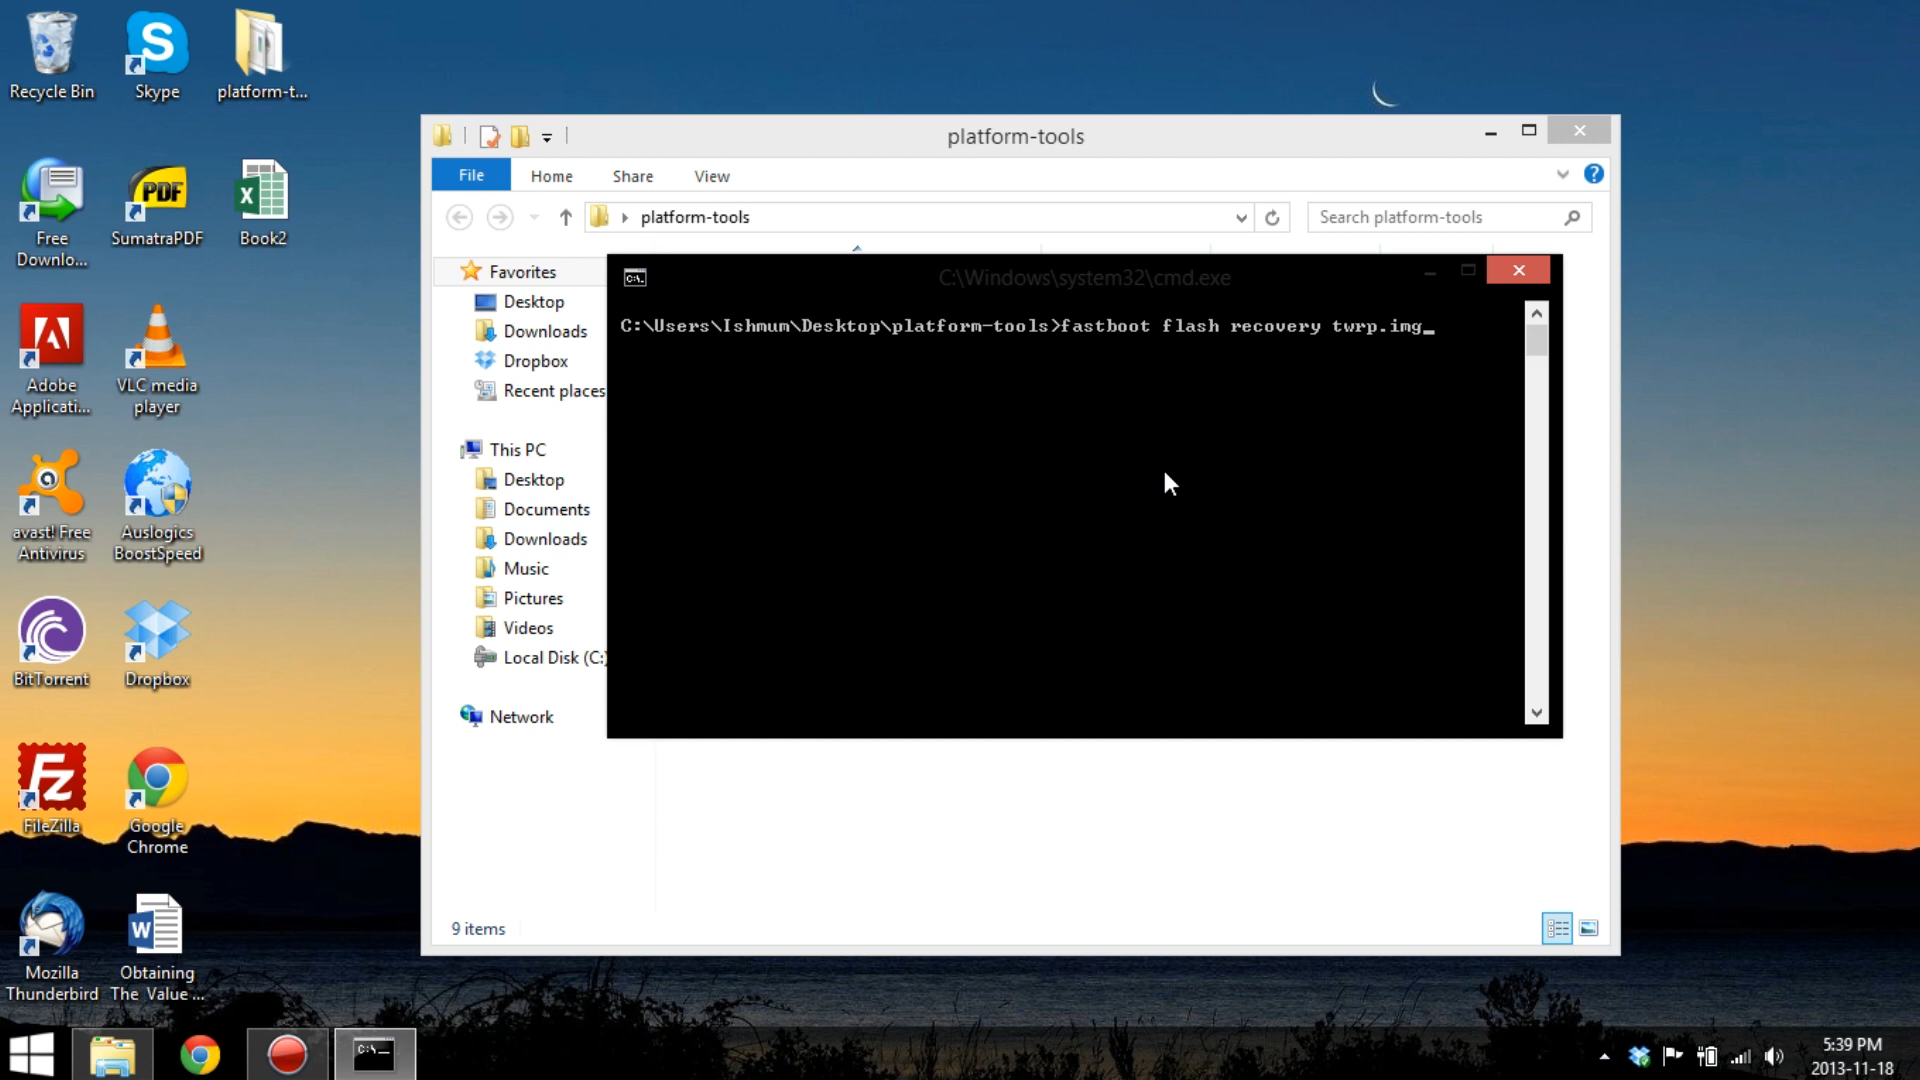 Recycle Bin
Skype
platform-t...
Free
Downlo...
SumatraPDF
Book2
Adobe
Applicati...
VLC media
player
avast! Free
Antivirus
Auslogics
BoostSpeed
BitTorrent
Dropbox
FileZilla
Google
Chrome
Mozilla
Thunderbird
Obtaining
The Value ...
PDF
platform-tools
File
Home
Share
View
platform-tools
Search platform-tools
Favorites
Desktop
Downloads
Dropbox
Recent places
This PC
Desktop
Documents
Downloads
Music
Pictures
Videos
Local Disk (C:)
Network
9 items
C:\Windows\system32\cmd.exe
C:\Users\Ishmum\Desktop\platform-tools>fastboot flash recovery twrp.img_
5:39 PM
2013-11-18